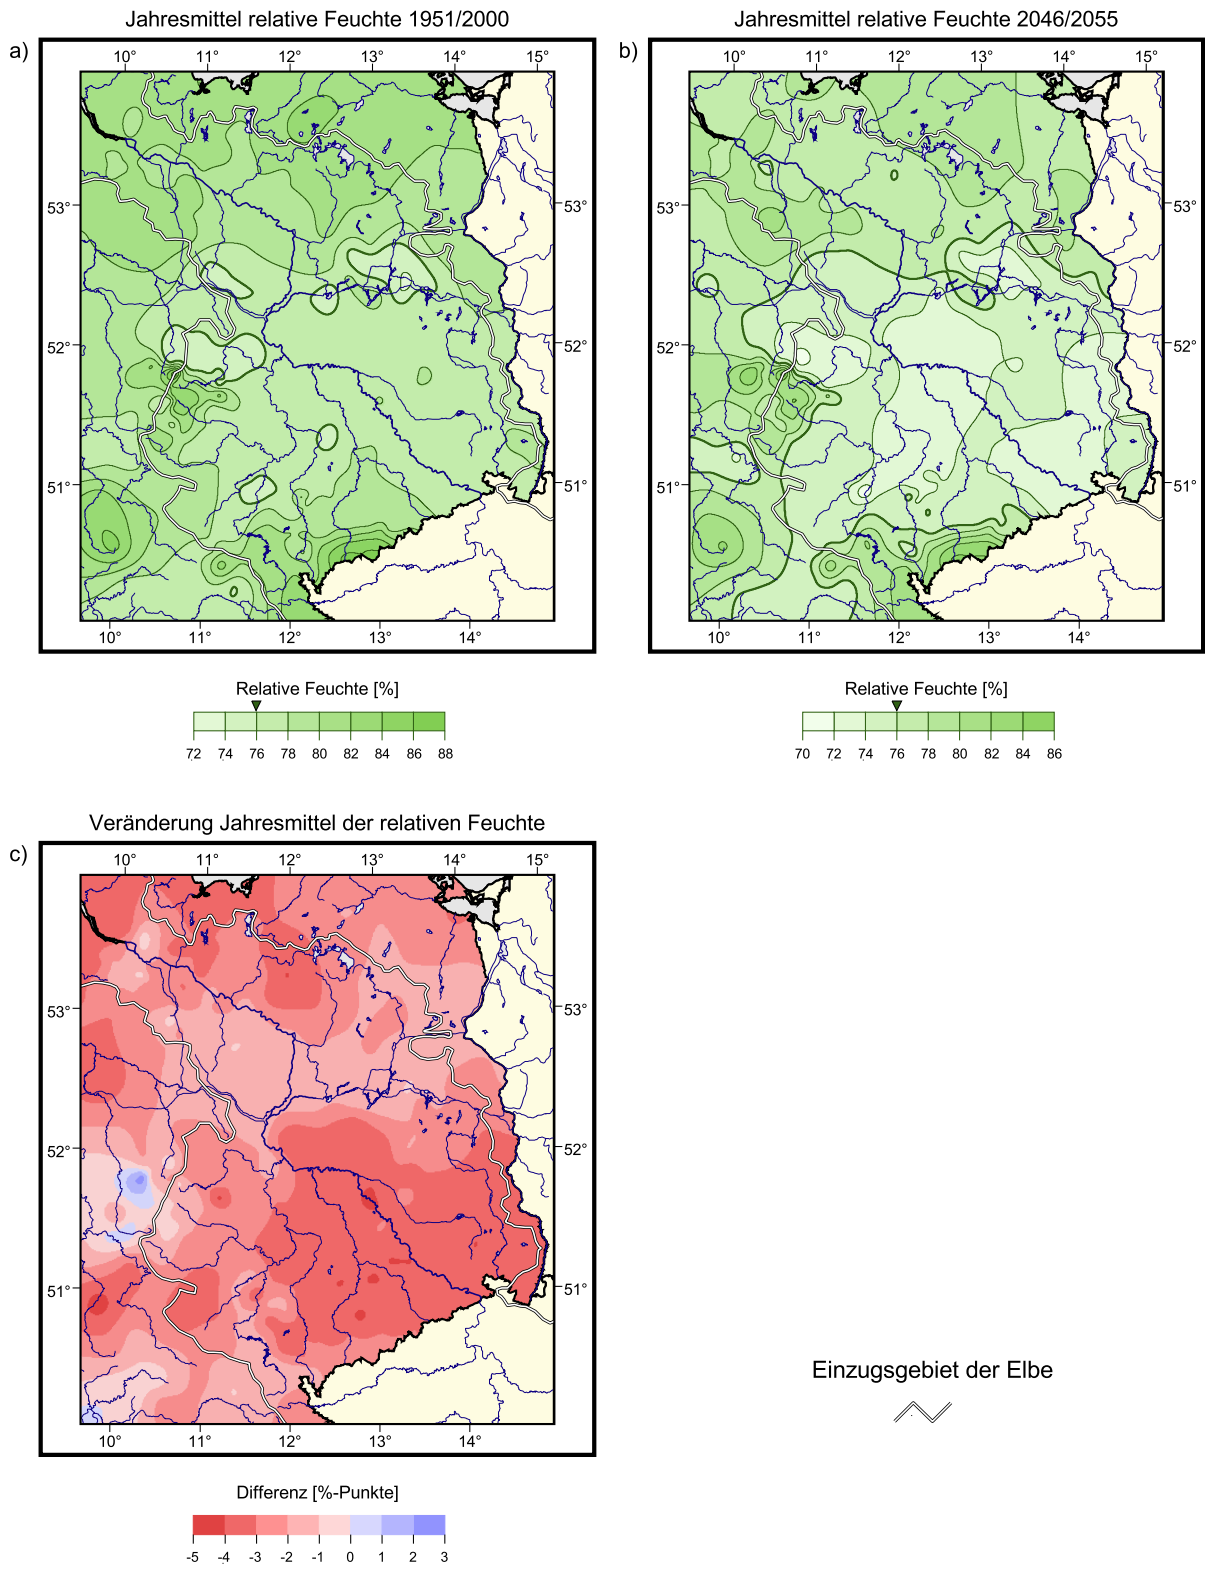 Jahresmittel relative Feuchte 1951/2000
a)
10° 11° 12° 13° 14° 15°
53° 53°
52° 52°
51° 51°
10° 11° 12° 13° 14°
Relative Feuchte [%]
72 74 76 78 80 82 84 86 88
Jahresmittel relative Feuchte 2046/2055
b)
10° 11° 12° 13° 14° 15°
53° 53°
52° 52°
51° 51°
10° 11° 12° 13° 14°
Relative Feuchte [%]
70 72 74 76 78 80 82 84 86
Veränderung Jahresmittel der relativen Feuchte
c)
10° 11° 12° 13° 14° 15°
53° 53°
52° 52°
51° 51°
10° 11° 12° 13° 14°
Differenz [%-Punkte]
-5 -4 -3 -2 -1 0 1 2 3
Einzugsgebiet der Elbe